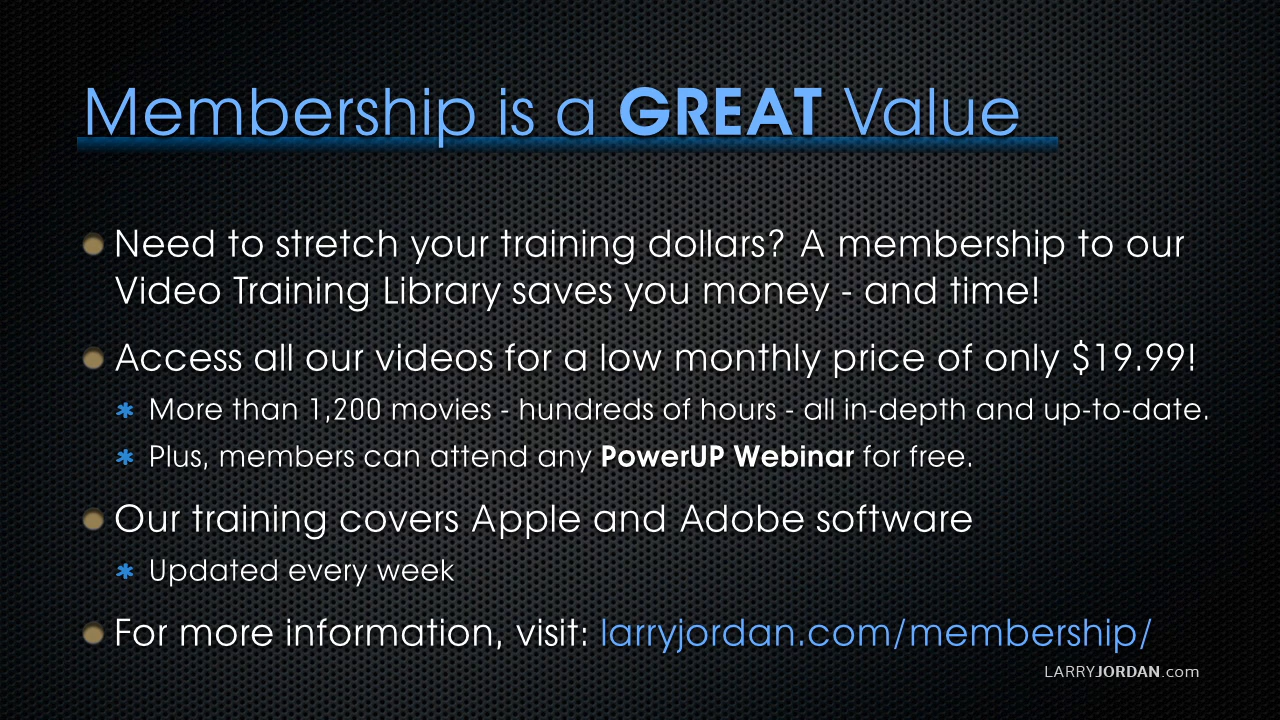 Membership is a GREAT Value
Need to stretch your training dollars? A membership to our
Video Training Library saves you money - and time!
Access all our videos for a low monthly price of only $19.99!
More than 1,200 movies - hundreds of hours - all in-depth and up-to-date.
Plus, members can attend any PowerUP Webinar for free.
Our training covers Apple and Adobe software
Updated every week
For more information, visit: larryjordan.com/membership/
LARRYJORDAN.com